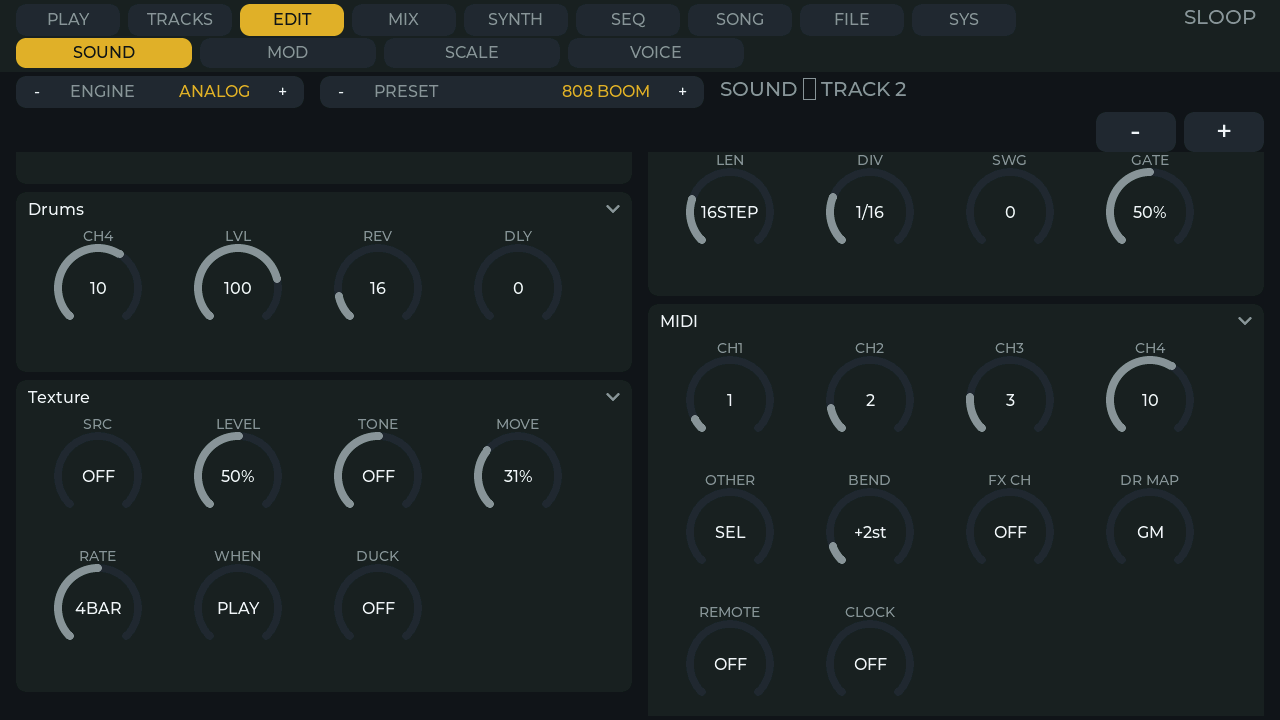 PLAY TRACKS EDIT MIX SYNTH SEQ SONG FILE SYS SLOOP
SOUND MOD SCALE VOICE
- ENGINE ANALOG + - PRESET 808 BOOM + SOUND TRACK 2
- +
Drums
CH4 LVL REV DLY
10 100 16 0
Texture
SRC LEVEL TONE MOVE
OFF 50% OFF 31%
RATE WHEN DUCK
4BAR PLAY OFF
LEN DIV SWG GATE
16STEP 1/16 0 50%
MIDI
CH1 CH2 CH3 CH4
1 2 3 10
OTHER BEND FX CH DR MAP
SEL +2st OFF GM
REMOTE CLOCK
OFF OFF